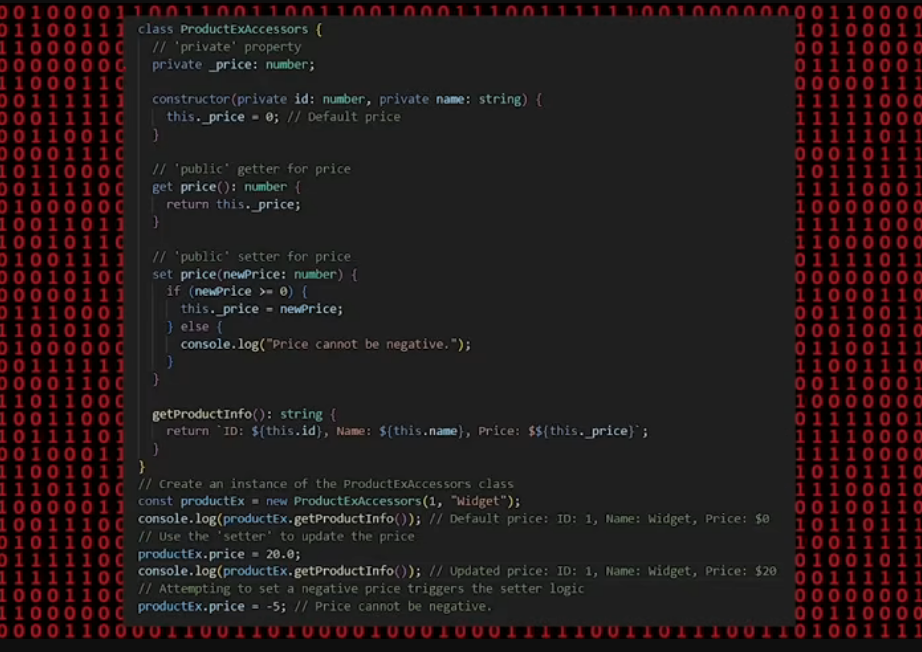 class ProductExAccessors {
// 'private' property
private _price: number;
constructor(private id: number, private name: string) {
this._price = 0; // Default price
}
// 'public' getter for price
get price(): number {
return this._price;
}
// 'public' setter for price
set price(newPrice: number) {
if (newPrice >= 0) {
this._price = newPrice;
} else {
console.log("Price cannot be negative.");
}
}
getProductInfo(): string {
return `ID: ${this.id}, Name: ${this.name}, Price: $${this._price}`;
}
}
// Create an instance of the ProductExAccessors class
const productEx = new ProductExAccessors(1, "Widget");
console.log(productEx.getProductInfo()); // Default price: ID: 1, Name: Widget, Price: $0
// Use the 'setter' to update the price
productEx.price = 20.0;
console.log(productEx.getProductInfo()); // Updated price: ID: 1, Name: Widget, Price: $20
// Attempting to set a negative price triggers the setter logic
productEx.price = -5; // Price cannot be negative.